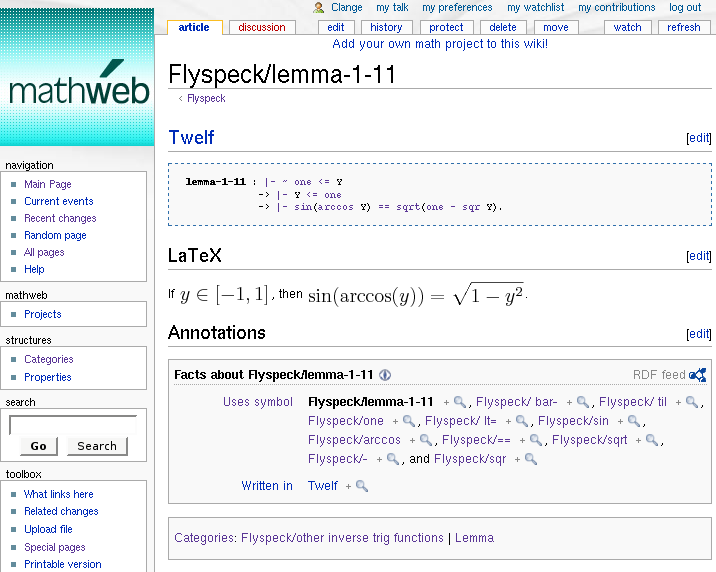 Clange my talk my preferences my watchlist my contributions log out
article discussion edit history protect delete move watch refresh
Add your own math project to this wiki!
mathweb
Flyspeck/lemma-1-11
< Flyspeck
Twelf [edit]
lemma-1-11 : |- ~ one <= Y
-> |- Y <= one
-> |- sin(arccos Y) == sqrt(one - sqr Y).
LaTeX [edit]
If y ∈ [−1, 1], then sin(arccos(y)) = √(1 − y²).
Annotations [edit]
Facts about Flyspeck/lemma-1-11 RDF feed
Uses symbol Flyspeck/lemma-1-11 +, Flyspeck/ bar- +, Flyspeck/ til +,
Flyspeck/one +, Flyspeck/ lt= +, Flyspeck/sin +,
Flyspeck/arccos +, Flyspeck/== +, Flyspeck/sqrt +,
Flyspeck/- +, and Flyspeck/sqr +
Written in Twelf +
Categories: Flyspeck/other inverse trig functions | Lemma
navigation
Main Page
Current events
Recent changes
Random page
All pages
Help
mathweb
Projects
structures
Categories
Properties
search
Go Search
toolbox
What links here
Related changes
Upload file
Special pages
Printable version